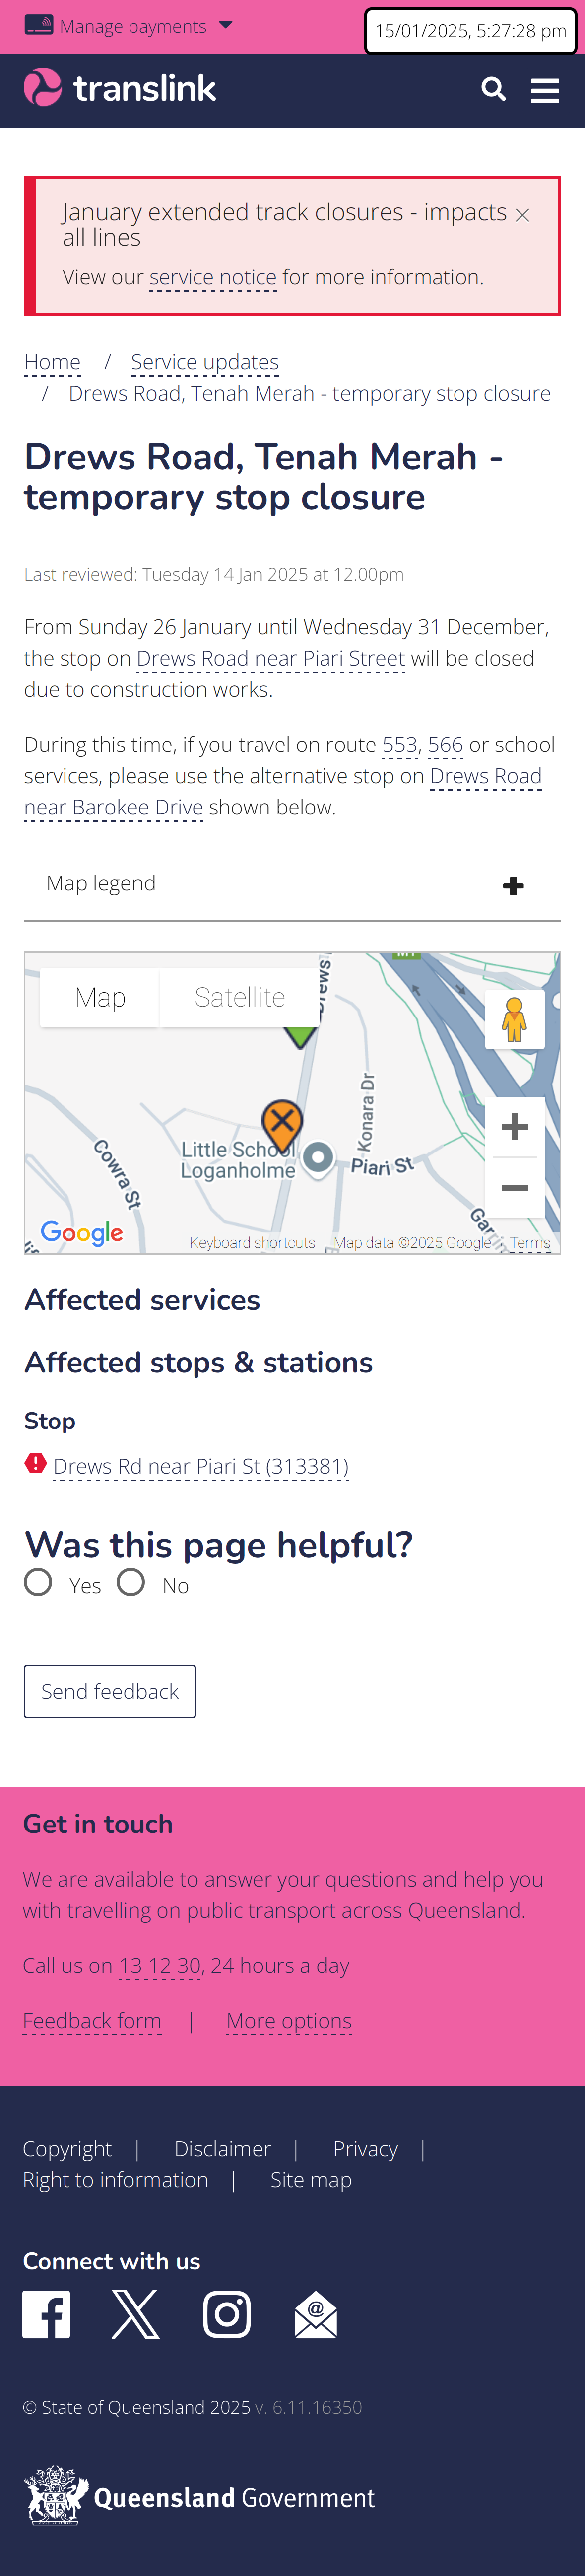 Manage payments
15/01/2025, 5:27:28 pm
translink
January extended track closures - impacts
all lines
View our service notice for more information.
Home / Service updates
/ Drews Road, Tenah Merah - temporary stop closure
Drews Road, Tenah Merah -
temporary stop closure
Last reviewed: Tuesday 14 Jan 2025 at 12.00pm
From Sunday 26 January until Wednesday 31 December,
the stop on Drews Road near Piari Street will be closed
due to construction works.
During this time, if you travel on route 553, 566 or school
services, please use the alternative stop on Drews Road
near Barokee Drive shown below.
Map legend
M1
Map
Satellite
Drews
Konara Dr
Little School
Loganholme
Piari St
Cowra St
Google
Keyboard shortcuts
Map data ©2025 Google
Terms
Affected services
Affected stops & stations
Stop
Drews Rd near Piari St (313381)
Was this page helpful?
Yes
No
Send feedback
Get in touch
We are available to answer your questions and help you
with travelling on public transport across Queensland.
Call us on 13 12 30, 24 hours a day
Feedback form | More options
Copyright | Disclaimer | Privacy |
Right to information | Site map
Connect with us
© State of Queensland 2025 v. 6.11.16350
Queensland Government